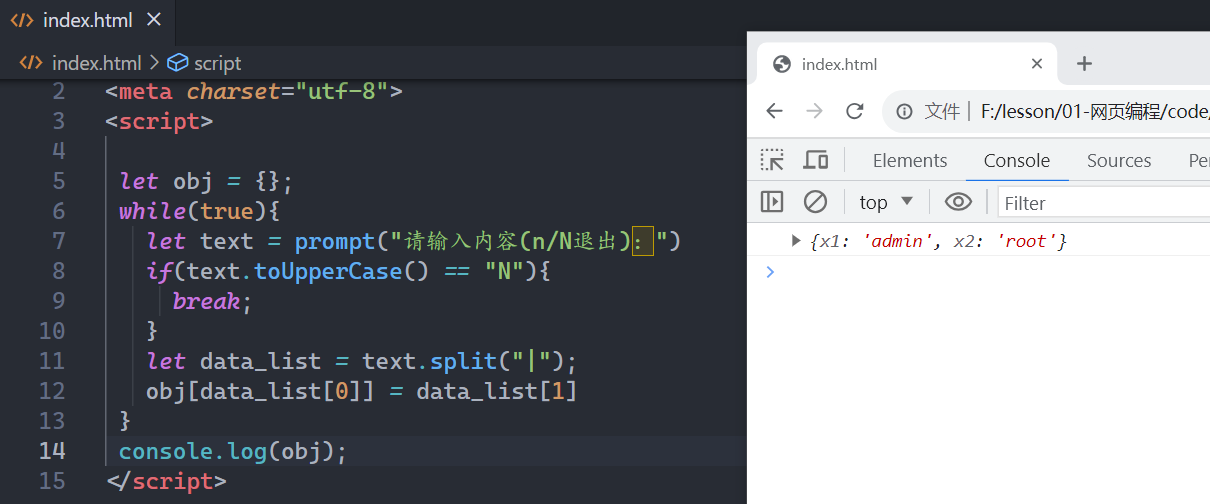 index.html
index.html > script
2 <meta charset="utf-8">
3 <script>
4
5 let obj = {};
6 while(true){
7 let text = prompt("请输入内容(n/N退出)：")
8 if(text.toUpperCase() == "N"){
9 break;
10 }
11 let data_list = text.split("|");
12 obj[data_list[0]] = data_list[1]
13 }
14 console.log(obj);
15 </script>
index.html
文件 | F:/lesson/01-网页编程/code/
Elements Console Sources Pe
top Filter
{x1: 'admin', x2: 'root'}